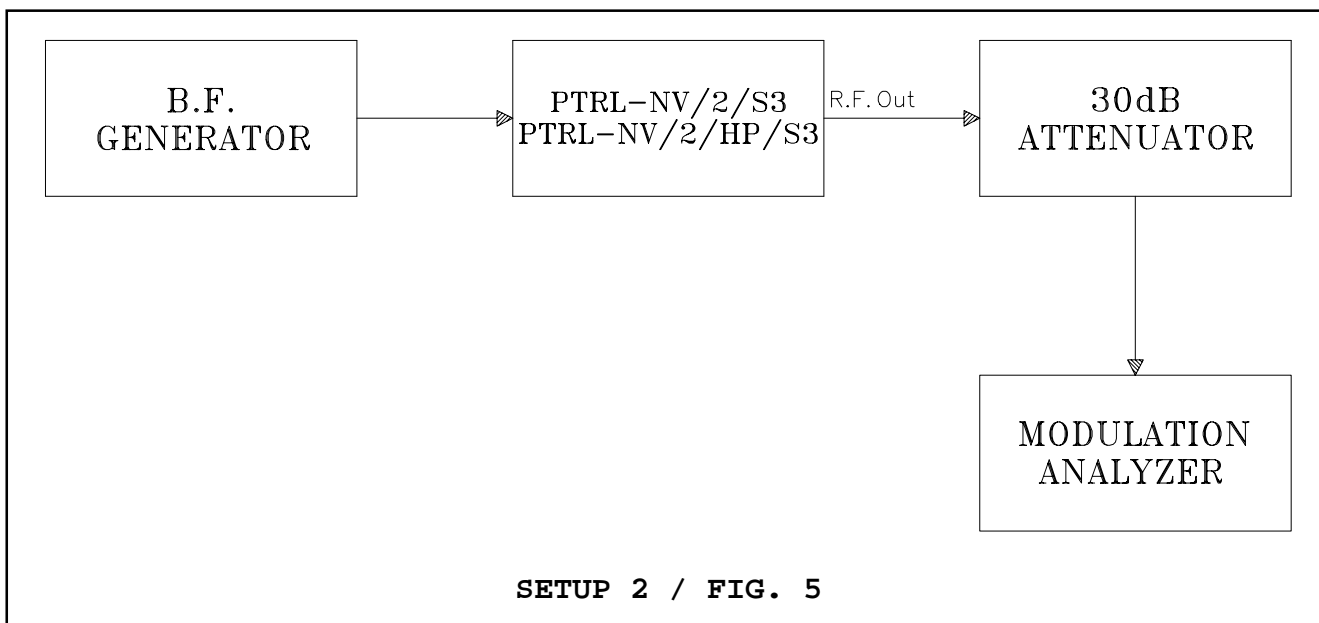 B.F.
GENERATOR
PTRL-NV/2/S3
PTRL-NV/2/HP/S3
R.F. Out
30dB
ATTENUATOR
MODULATION
ANALYZER
SETUP 2 / FIG. 5